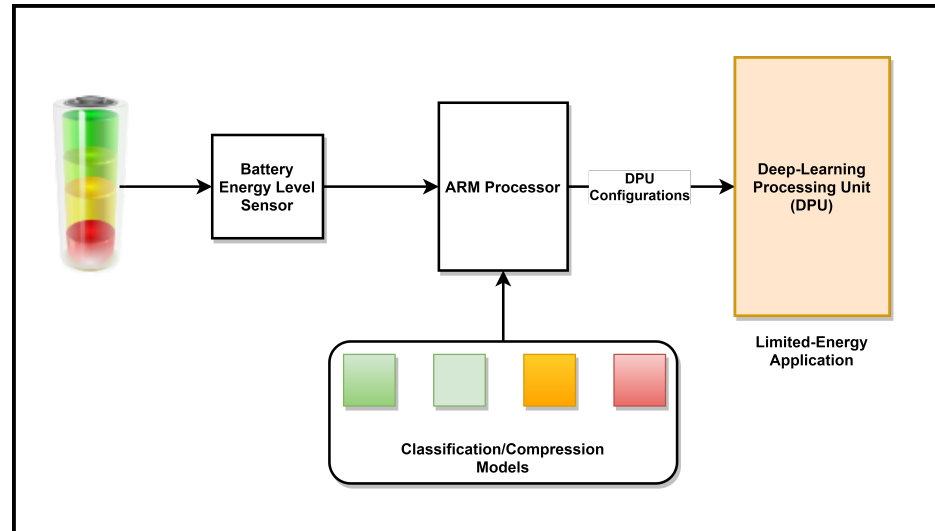 Battery
Energy Level
Sensor
ARM Processor
DPU
Configurations
Deep-Learning
Processing Unit
(DPU)
Limited-Energy
Application
Classification/Compression
Models